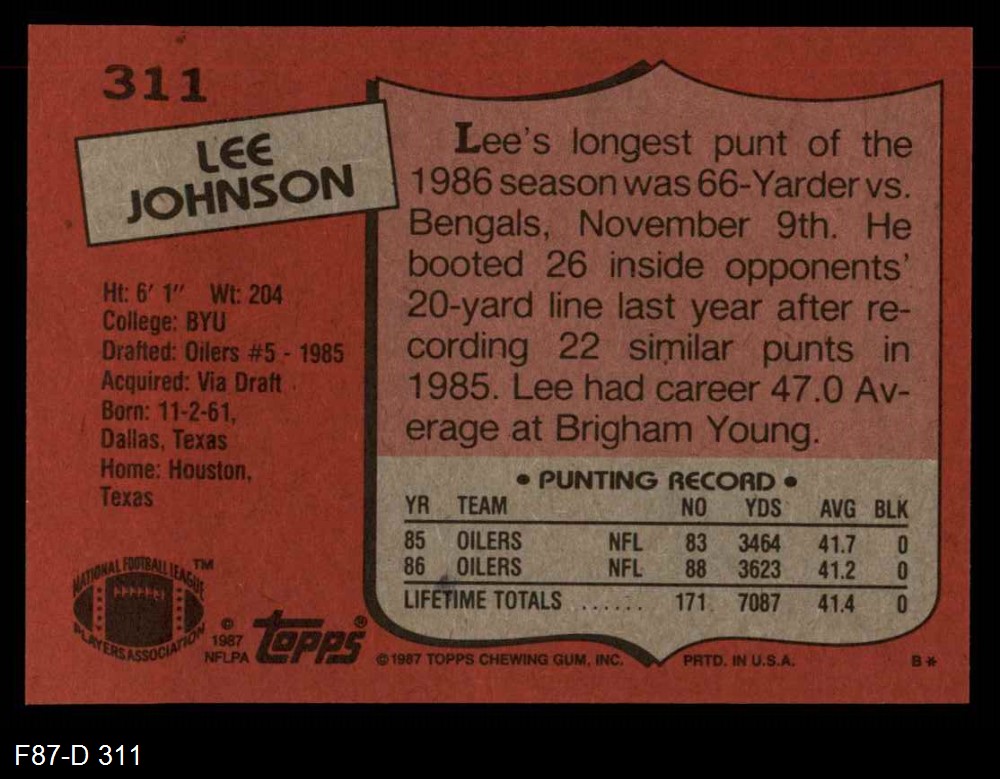 311
LEE
JOHNSON
Ht: 6' 1" Wt: 204
College: BYU
Drafted: Oilers #5 - 1985
Acquired: Via Draft
Born: 11-2-61,
Dallas, Texas
Home: Houston,
Texas
Lee's longest punt of the
1986 season was 66-Yarder vs.
Bengals, November 9th. He
booted 26 inside opponents'
20-yard line last year after re-
cording 22 similar punts in
1985. Lee had career 47.0 Av-
erage at Brigham Young.
• PUNTING RECORD •
YR TEAM NO YDS AVG BLK
85 OILERS NFL 83 3464 41.7 0
86 OILERS NFL 88 3623 41.2 0
LIFETIME TOTALS ...... 171 7087 41.4 0
NATIONAL FOOTBALL LEAGUE
PLAYERS ASSOCIATION
TM
©
1987
NFLPA
topps®
©1987 TOPPS CHEWING GUM, INC. PRTD. IN U.S.A. B*
F87-D 311